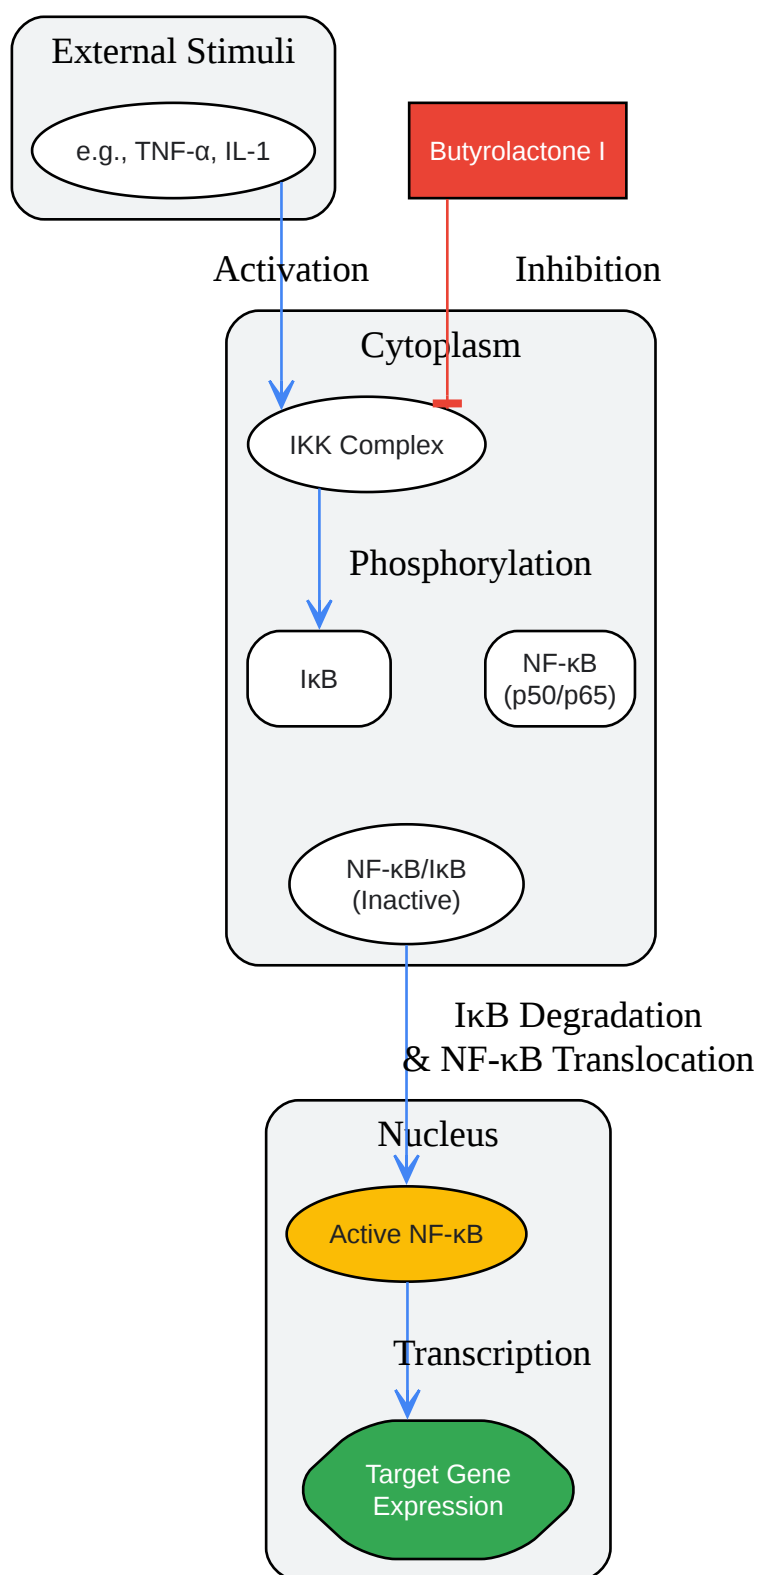 External Stimuli
e.g., TNF-α, IL-1
Butyrolactone I
Activation
Inhibition
Cytoplasm
IKK Complex
Phosphorylation
IκB
NF-κB
(p50/p65)
NF-κB/IκB
(Inactive)
IκB Degradation
& NF-κB Translocation
Nucleus
Active NF-κB
Transcription
Target Gene
Expression